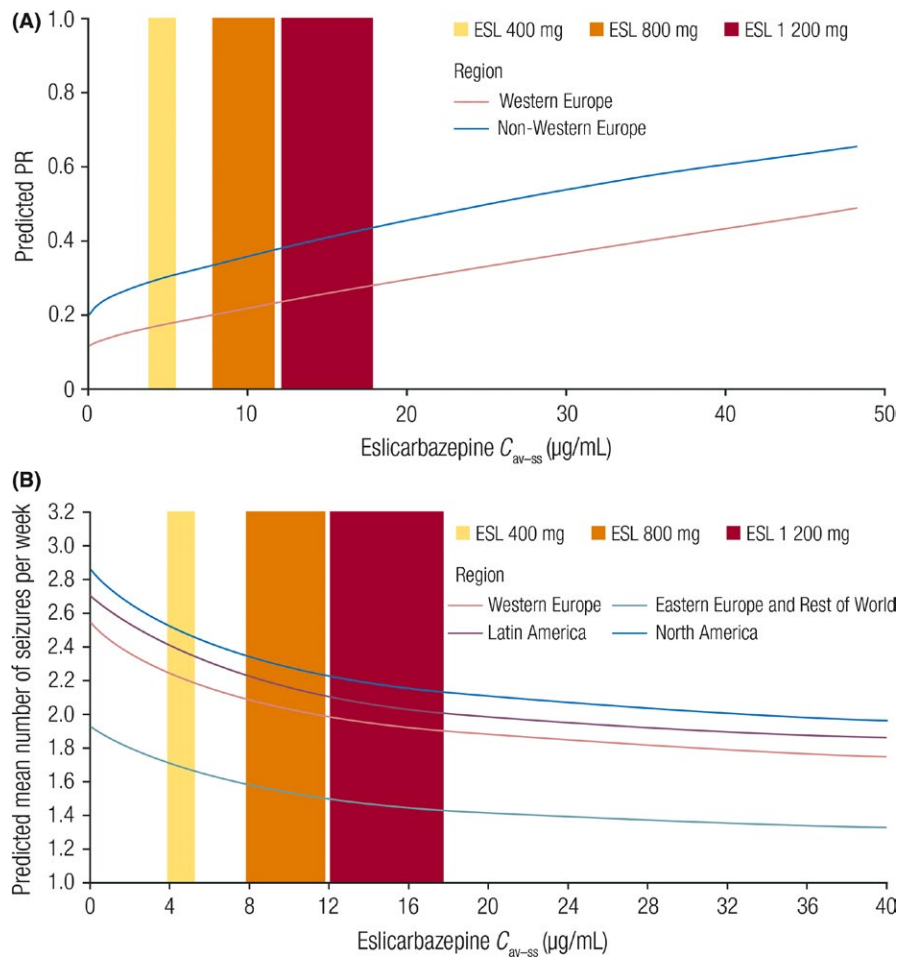 (A)
1.0
0.8
0.6
0.4
0.2
0
Predicted PR
ESL 400 mg ESL 800 mg ESL 1 200 mg
Region
Western Europe
Non-Western Europe
0 10 20 30 40 50
Eslicarbazepine Cav–ss (µg/mL)
(B)
3.2
3.0
2.8
2.6
2.4
2.2
2.0
1.8
1.6
1.4
1.2
1.0
Predicted mean number of seizures per week
ESL 400 mg ESL 800 mg ESL 1 200 mg
Region
Western Europe Eastern Europe and Rest of World
Latin America North America
0 4 8 12 16 20 24 28 32 36 40
Eslicarbazepine Cav–ss (µg/mL)